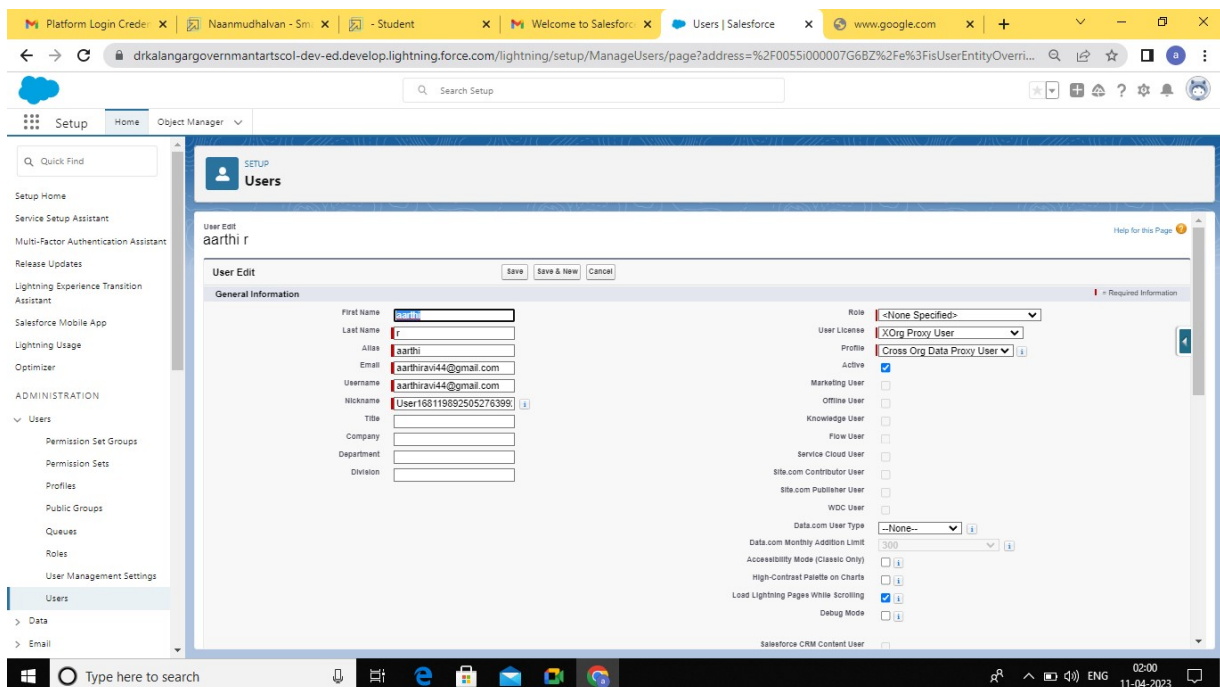 Platform Login Creder
Naanmudhalvan - Sm
- Student
Welcome to Salesforc
Users | Salesforce
www.google.com
drkalangargovernmantartscol-dev-ed.develop.lightning.force.com/lightning/setup/ManageUsers/page?address=%2F0055i000007G6BZ%2Fe%3FisUserEntityOverri...
a
Search Setup
Setup
Home
Object Manager
Quick Find
Setup Home
Service Setup Assistant
Multi-Factor Authentication Assistant
Release Updates
Lightning Experience Transition
Assistant
Salesforce Mobile App
Lightning Usage
Optimizer
ADMINISTRATION
Users
Permission Set Groups
Permission Sets
Profiles
Public Groups
Queues
Roles
User Management Settings
Users
Data
Email
SETUP
Users
User Edit
aarthi r
Help for this Page
User Edit
Save
Save & New
Cancel
General Information
= Required Information
First Name aarthi
Last Name r
Alias aarthi
Email aarthiravi44@gmail.com
Username aarthiravi44@gmail.com
Nickname User1681198925052763992
Title
Company
Department
Division
Role <None Specified>
User License XOrg Proxy User
Profile Cross Org Data Proxy User
Active
Marketing User
Offline User
Knowledge User
Flow User
Service Cloud User
Site.com Contributor User
Site.com Publisher User
WDC User
Data.com User Type --None--
Data.com Monthly Addition Limit 300
Accessibility Mode (Classic Only)
High-Contrast Palette on Charts
Load Lightning Pages While Scrolling
Debug Mode
Salesforce CRM Content User
Type here to search
ENG
02:00
11-04-2023